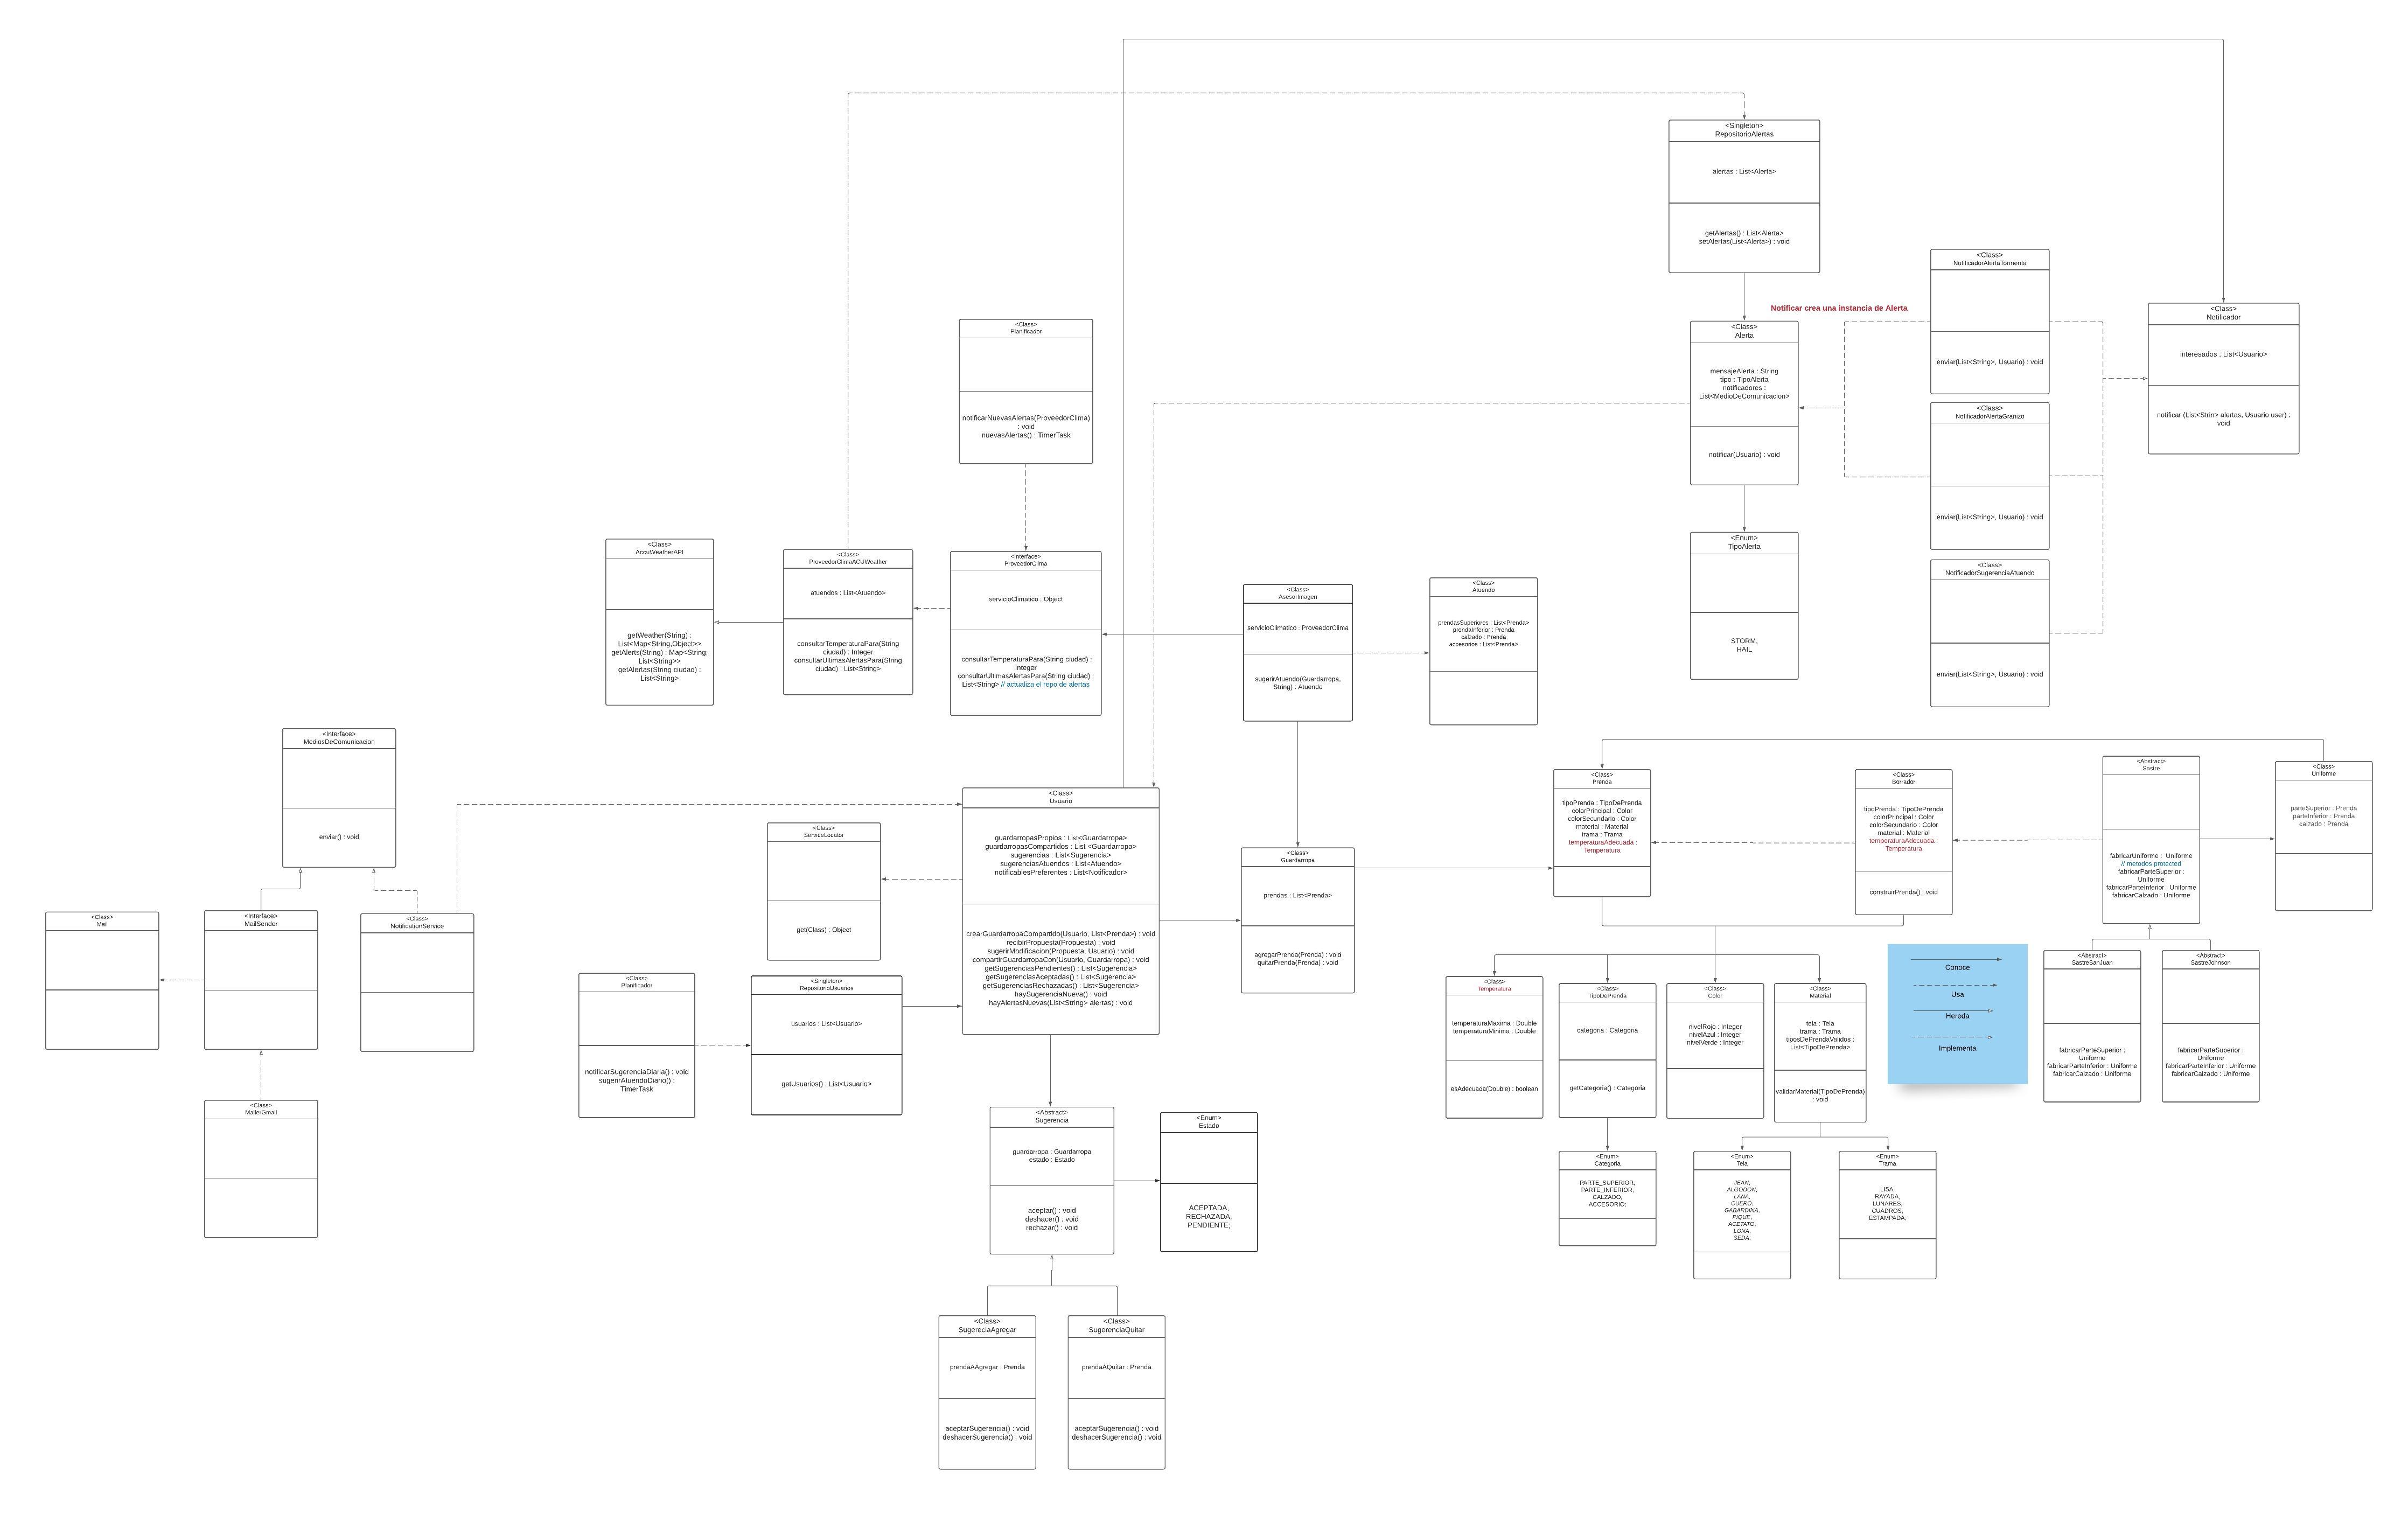 <Singleton>
RepositorioAlertas
alertas : List<Alerta>
getAlertas() : List<Alerta>
setAlertas(List<Alerta>) : void
<Class>
NotificadorAlertaTormenta
enviar(List<String>, Usuario) : void
Notificar crea una instancia de Alerta
<Class>
Notificador
interesados : List<Usuario>
notificar (List<Strin> alertas, Usuario user) ;
void
<Class>
Planificador
notificarNuevasAlertas(ProveedorClima)
: void
nuevasAlertas() : TimerTask
<Class>
Alerta
mensajeAlerta : String
tipo : TipoAlerta
notificadores :
List<MedioDeComunicacion>
notificar(Usuario) : void
<Class>
NotificadorAlertaGranizo
enviar(List<String>, Usuario) : void
<Enum>
TipoAlerta
STORM,
HAIL
<Class>
NotificadorSugerenciaAtuendo
enviar(List<String>, Usuario) : void
<Class>
AccuWeatherAPI
getWeather(String) :
List<Map<String,Object>>
getAlerts(String) : Map<String,
List<String>>
getAlertas(String ciudad) :
List<String>
<Class>
ProveedorClimaACUWeather
atuendos : List<Atuendo>
consultarTemperaturaPara(String
ciudad) : Integer
consultarUltimasAlertasPara(String
ciudad) : List<String>
<Interface>
ProveedorClima
servicioClimatico : Object
consultarTemperaturaPara(String ciudad) :
Integer
consultarUltimasAlertasPara(String ciudad) :
List<String> // actualiza el repo de alertas
<Class>
AsesorImagen
servicioClimatico : ProveedorClima
sugerirAtuendo(Guardarropa,
String) : Atuendo
<Class>
Atuendo
prendasSuperiores : List<Prenda>
prendaInferior : Prenda
calzado : Prenda
accesorios : List<Prenda>
<Interface>
MediosDeComunicacion
enviar() : void
<Class>
Mail
<Interface>
MailSender
<Class>
NotificationService
<Class>
MailerGmail
<Class>
ServiceLocator
get(Class) : Object
<Class>
Planificador
notificarSugerenciaDiaria() : void
sugerirAtuendoDiario() :
TimerTask
<Singleton>
RepositorioUsuarios
usuarios : List<Usuario>
getUsuarios() : List<Usuario>
<Class>
Usuario
guardarropasPropios : List<Guardarropa>
guardarropasCompartidos : List <Guardarropa>
sugerencias : List<Sugerencia>
sugerenciasAtuendos : List<Atuendo>
notificablesPreferentes : List<Notificador>
crearGuardarropaCompartido(Usuario, List<Prenda>) : void
recibirPropuesta(Propuesta) : void
sugerirModificacion(Propuesta, Usuario) : void
compartirGuardarropaCon(Usuario, Guardarropa) : void
getSugerenciasPendientes() : List<Sugerencia>
getSugerenciasAceptadas() : List<Sugerencia>
getSugerenciasRechazadas() : List<Sugerencia>
haySugerenciaNueva() : void
hayAlertasNuevas(List<String> alertas) : void
<Class>
Guardarropa
prendas : List<Prenda>
agregarPrenda(Prenda) : void
quitarPrenda(Prenda) : void
<Abstract>
Sugerencia
guardarropa : Guardarropa
estado : Estado
aceptar() : void
deshacer() : void
rechazar() : void
<Enum>
Estado
ACEPTADA,
RECHAZADA,
PENDIENTE;
<Class>
SugereciaAgregar
prendaAAgregar : Prenda
aceptarSugerencia() : void
deshacerSugerencia() : void
<Class>
SugerenciaQuitar
prendaAQuitar : Prenda
aceptarSugerencia() : void
deshacerSugerencia() : void
<Class>
Prenda
tipoPrenda : TipoDePrenda
colorPrincipal : Color
colorSecundario : Color
material : Material
trama : Trama
temperaturaAdecuada :
Temperatura
<Class>
Borrador
tipoPrenda : TipoDePrenda
colorPrincipal : Color
colorSecundario : Color
material : Material
temperaturaAdecuada :
Temperatura
construirPrenda() : void
<Abstract>
Sastre
fabricarUniforme : Uniforme
// metodos protected
fabricarParteSuperior :
Uniforme
fabricarParteInferior : Uniforme
fabricarCalzado : Uniforme
<Class>
Uniforme
parteSuperior : Prenda
parteInferior : Prenda
calzado : Prenda
<Class>
Temperatura
temperaturaMaxima : Double
temperaturaMinima : Double
esAdecuada(Double) : boolean
<Class>
TipoDePrenda
categoria : Categoria
getCategoria() : Categoria
<Class>
Color
nivelRojo : Integer
nivelAzul : Integer
nivelVerde : Integer
<Class>
Material
tela : Tela
trama : Trama
tiposDePrendaValidos :
List<TipoDePrenda>
validarMaterial(TipoDePrenda)
: void
Conoce
Usa
Hereda
Implementa
<Abstract>
SastreSanJuan
fabricarParteSuperior :
Uniforme
fabricarParteInferior : Uniforme
fabricarCalzado : Uniforme
<Abstract>
SastreJohnson
fabricarParteSuperior :
Uniforme
fabricarParteInferior : Uniforme
fabricarCalzado : Uniforme
<Enum>
Categoria
PARTE_SUPERIOR,
PARTE_INFERIOR,
CALZADO,
ACCESORIO;
<Enum>
Tela
JEAN,
ALGODON,
LANA,
CUERO,
GABARDINA,
PIQUE,
ACETATO,
LONA,
SEDA;
<Enum>
Trama
LISA,
RAYADA,
LUNARES,
CUADROS,
ESTAMPADA;